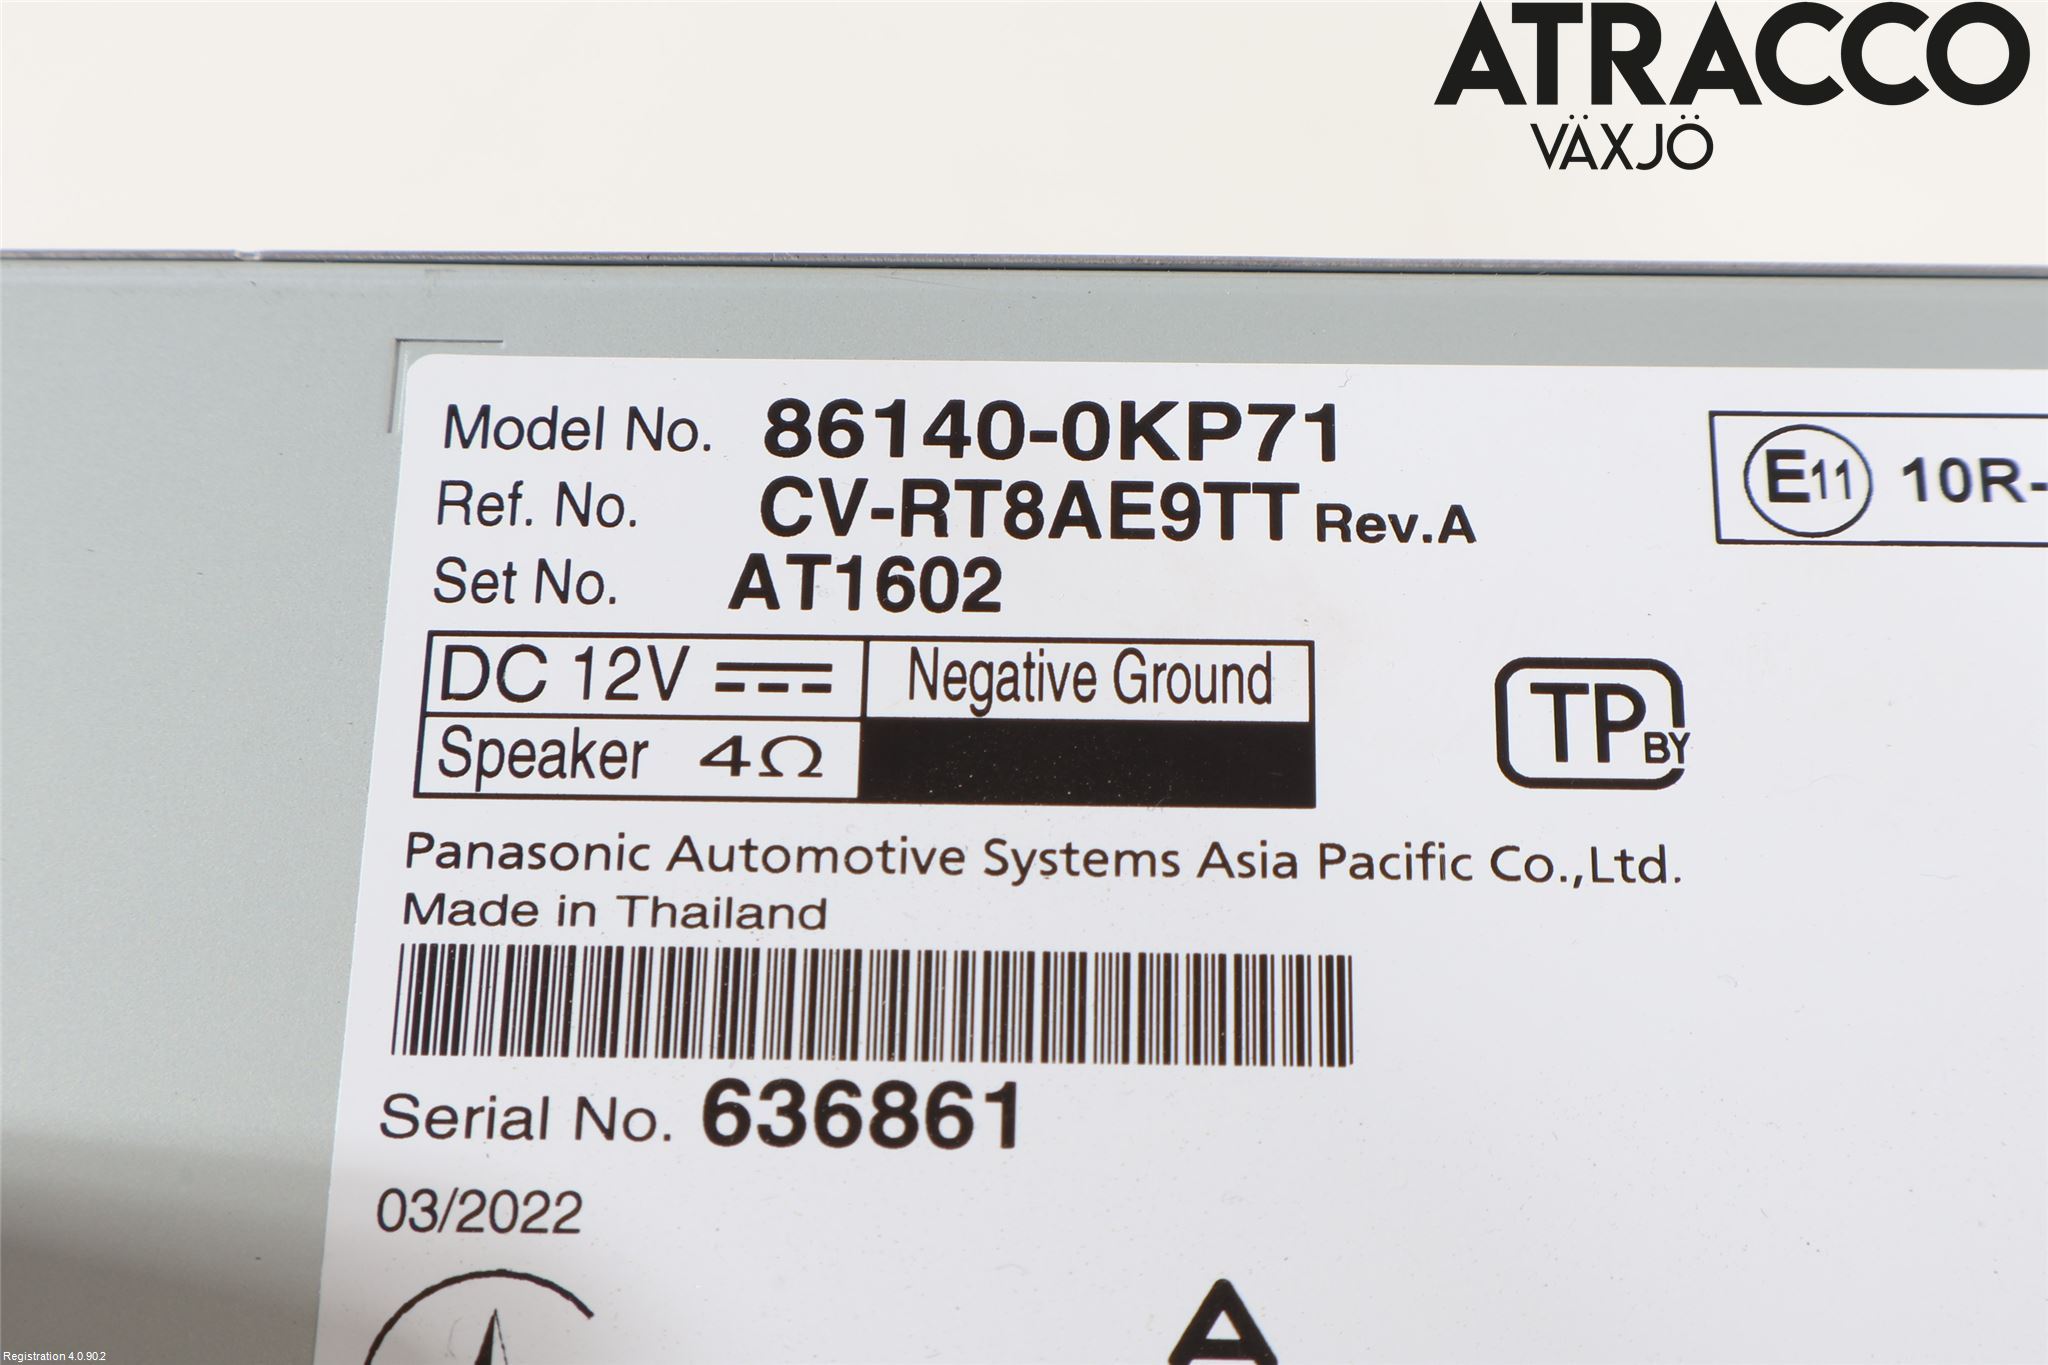 ATRACCO
VÄXJÖ
Model No. 86140-0KP71
Ref. No. CV-RT8AE9TT Rev.A
Set No. AT1602
E11 10R-
DC 12V Negative Ground
Speaker 4Ω
TP BY
Panasonic Automotive Systems Asia Pacific Co.,Ltd.
Made in Thailand
Serial No. 636861
03/2022
A
Registration 4.0.90.2